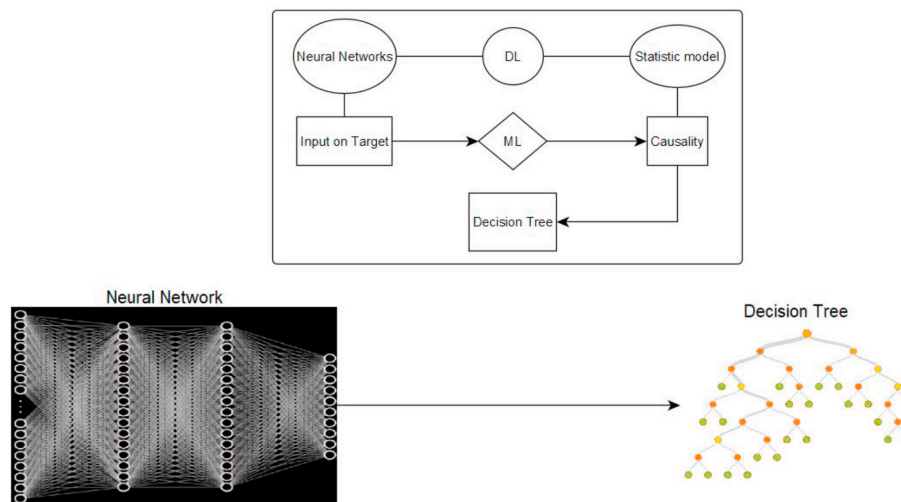 Neural Networks
DL
Statistic model
Input on Target
ML
Causality
Decision Tree
Neural Network
Decision Tree